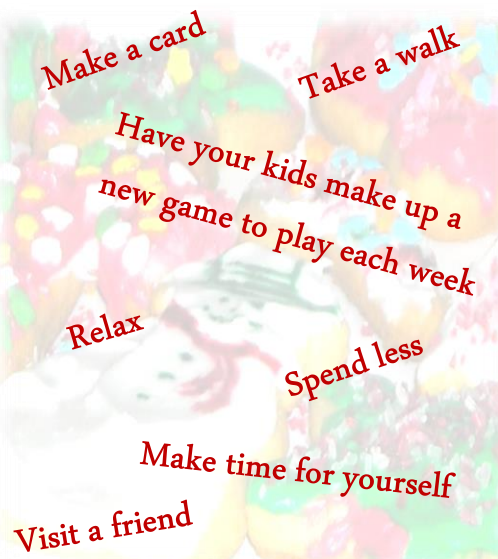 Make a card
Take a walk
Have your kids make up a
new game to play each week
Relax
Spend less
Make time for yourself
Visit a friend